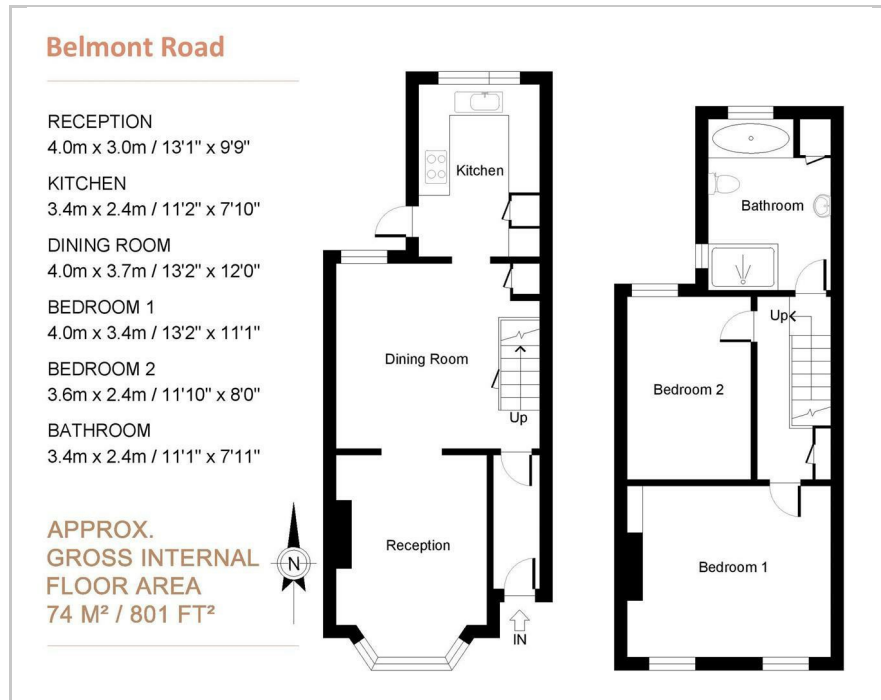 Belmont Road
RECEPTION
4.0m x 3.0m / 13'1" x 9'9"
KITCHEN
3.4m x 2.4m / 11'2" x 7'10"
DINING ROOM
4.0m x 3.7m / 13'2" x 12'0"
BEDROOM 1
4.0m x 3.4m / 13'2" x 11'1"
BEDROOM 2
3.6m x 2.4m / 11'10" x 8'0"
BATHROOM
3.4m x 2.4m / 11'1" x 7'11"
APPROX.
GROSS INTERNAL
FLOOR AREA
74 M² / 801 FT²
N
Kitchen
Dining Room
Up
Reception
IN
Bathroom
Up
Bedroom 2
Bedroom 1